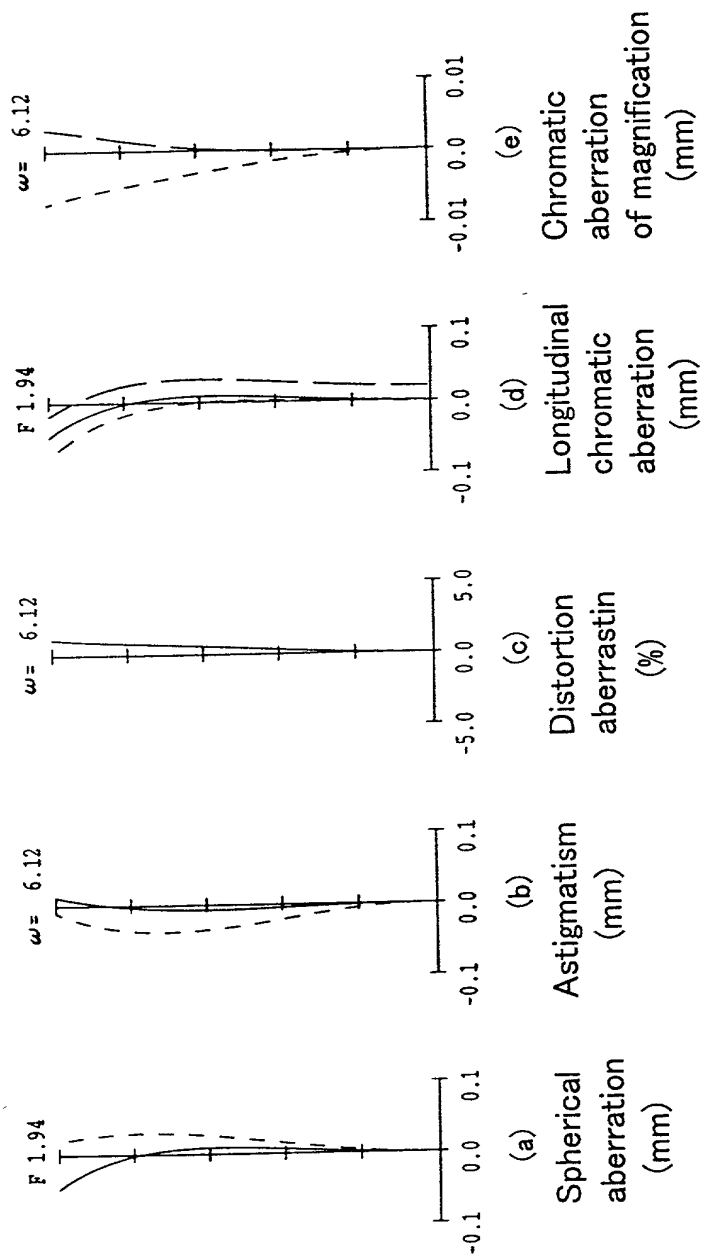 F 1.94
-0.1 0.0 0.1
(a)
Spherical
aberration
(mm)
ω= 6.12
-0.1 0.0 0.1
(b)
Astigmatism
(mm)
ω= 6.12
-5.0 0.0 5.0
(c)
Distortion
aberrastin
(%)
F 1.94
-0.1 0.0 0.1
(d)
Longitudinal
chromatic
aberration
(mm)
ω= 6.12
-0.01 0.0 0.01
(e)
Chromatic
aberration
of magnification
(mm)